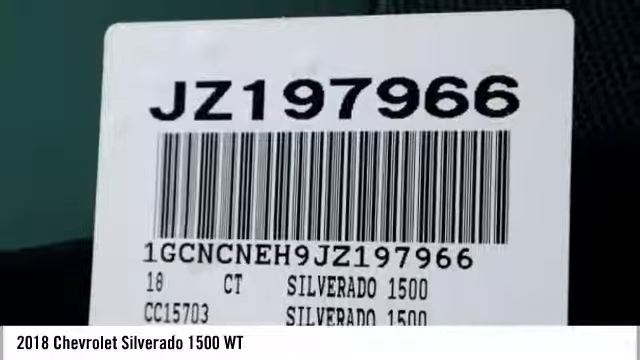 JZ197966
1GCNCNEH9JZ197966
18 CT SILVERADO 1500
CC15703 SILVERADO 1500
2018 Chevrolet Silverado 1500 WT